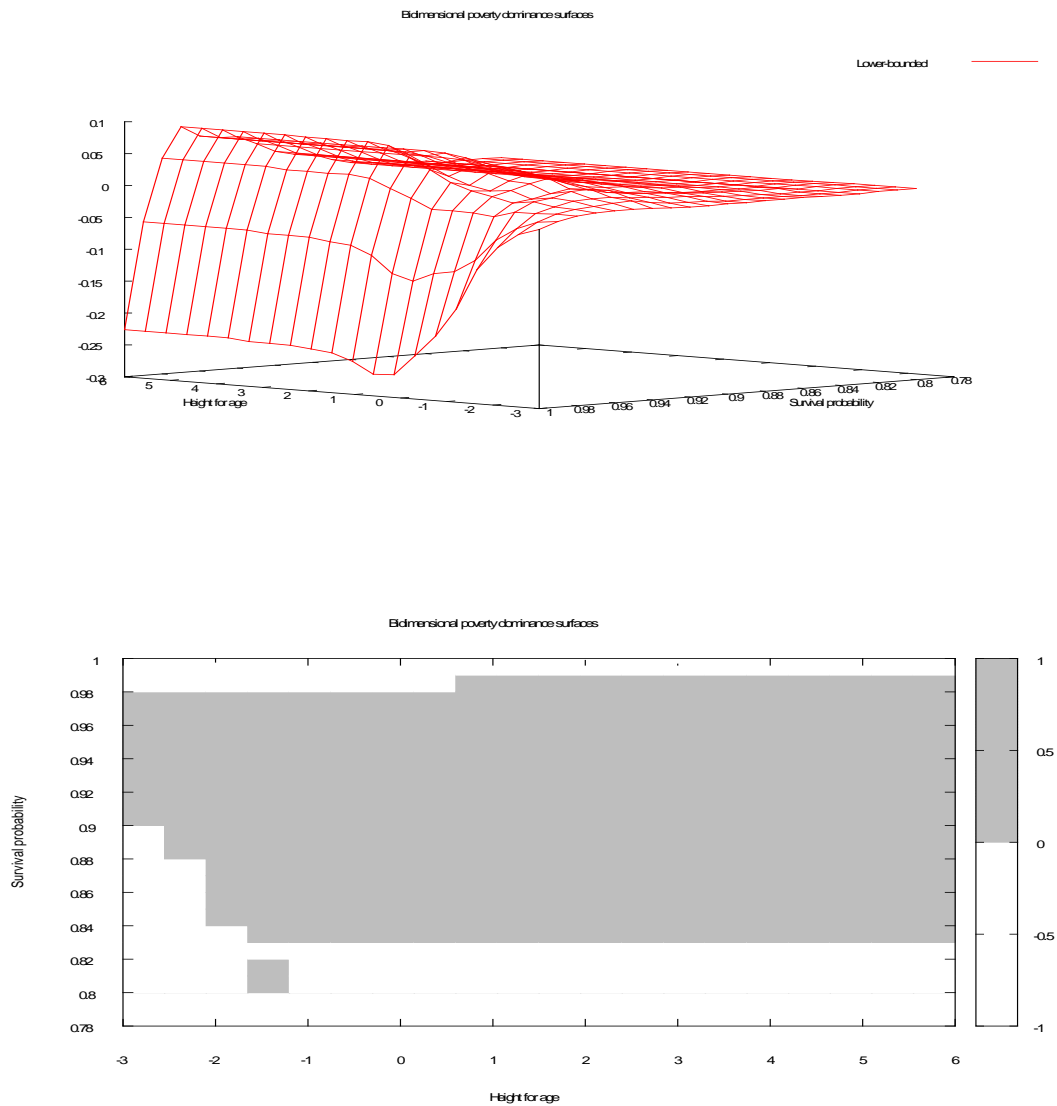 Bidimensional poverty dominance surfaces
Lower-bounded
0.1
0.05
0
-0.05
-0.1
-0.15
-0.2
-0.25
-0.3
6 5 4 3 2 1 0 -1 -2 -3
Height for age
1 0.98 0.96 0.94 0.92 0.9 0.88 0.86 0.84 0.82 0.8 0.78
Survival probability
Bidimensional poverty dominance surfaces
1
0.98
0.96
0.94
0.92
0.9
0.88
0.86
0.84
0.82
0.8
0.78
Survival probability
-3 -2 -1 0 1 2 3 4 5 6
Height for age
1
0.5
0
-0.5
-1